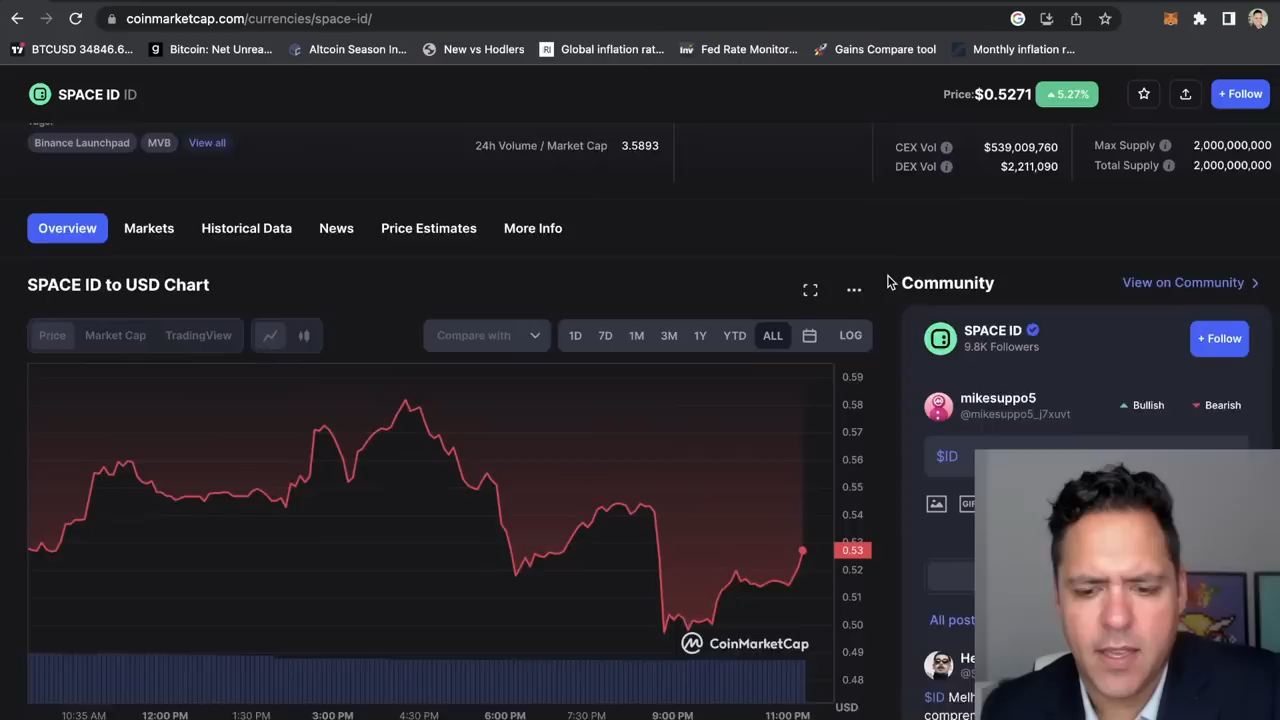 coinmarketcap.com/currencies/space-id/
BTCUSD 34846.6... Bitcoin: Net Unrea... Altcoin Season In... New vs Hodlers Global inflation rat... Fed Rate Monitor... Gains Compare tool Monthly inflation r...
SPACE ID ID Price:$0.5271 5.27% + Follow
Binance Launchpad MVB View all
24h Volume / Market Cap 3.5893
CEX Vol $539,009,760
DEX Vol $2,211,090
Max Supply 2,000,000,000
Total Supply 2,000,000,000
Overview Markets Historical Data News Price Estimates More Info
SPACE ID to USD Chart
Price Market Cap TradingView Compare with 1D 7D 1M 3M 1Y YTD ALL LOG
0.59
0.58
0.57
0.56
0.55
0.54
0.53
0.52
0.51
0.50
0.49
0.48
USD
CoinMarketCap
10:35 AM 12:00 PM 1:30 PM 3:00 PM 4:30 PM 6:00 PM 7:30 PM 9:00 PM 11:00 PM
Community View on Community
SPACE ID
9.8K Followers
+ Follow
mikesuppo5
@mikesuppo5_j7xuvt
Bullish Bearish
$ID
GIF
All post
He
$ID Melh
compren